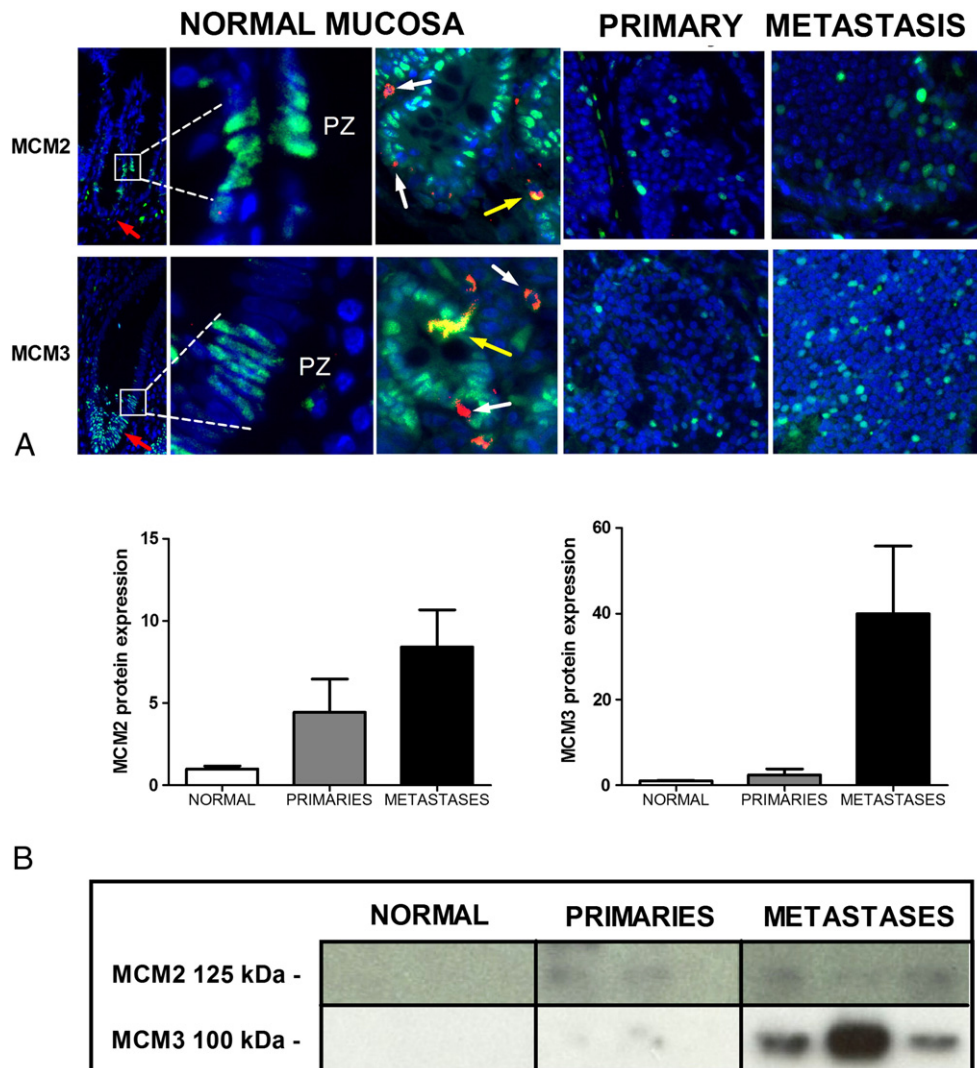 NORMAL MUCOSA PRIMARY METASTASIS
MCM2
PZ
MCM3
PZ
A
15
10
5
0
MCM2 protein expression
NORMAL PRIMARIES METASTASES
60
40
20
0
MCM3 protein expression
NORMAL PRIMARIES METASTASES
B
NORMAL PRIMARIES METASTASES
MCM2 125 kDa -
MCM3 100 kDa -